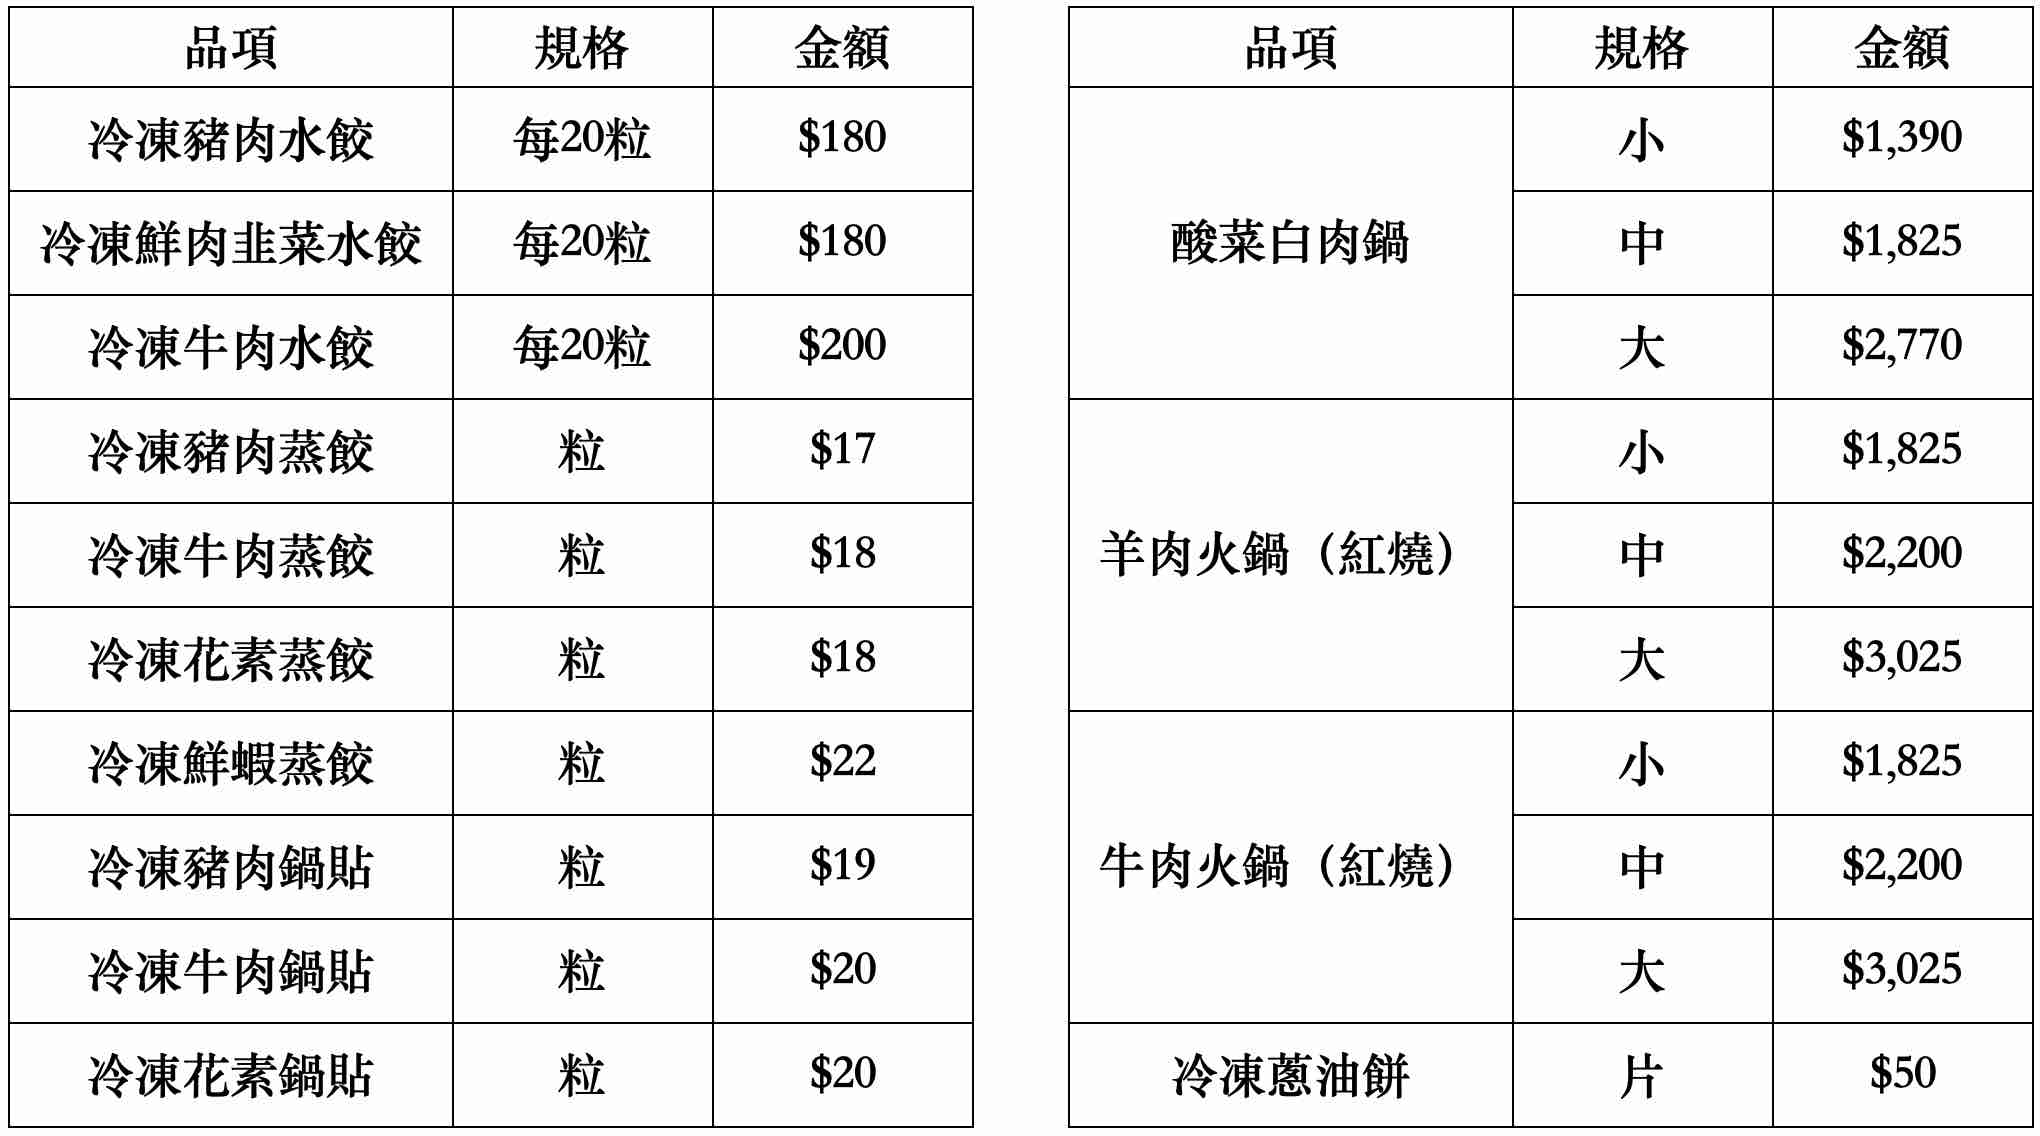 品項 規格 金額
冷凍豬肉水餃 每20粒 $180
冷凍鮮肉韭菜水餃 每20粒 $180
冷凍牛肉水餃 每20粒 $200
冷凍豬肉蒸餃 粒 $17
冷凍牛肉蒸餃 粒 $18
冷凍花素蒸餃 粒 $18
冷凍鮮蝦蒸餃 粒 $22
冷凍豬肉鍋貼 粒 $19
冷凍牛肉鍋貼 粒 $20
冷凍花素鍋貼 粒 $20
品項 規格 金額
酸菜白肉鍋 小 $1,390
中 $1,825
大 $2,770
羊肉火鍋（紅燒） 小 $1,825
中 $2,200
大 $3,025
牛肉火鍋（紅燒） 小 $1,825
中 $2,200
大 $3,025
冷凍蔥油餅 片 $50